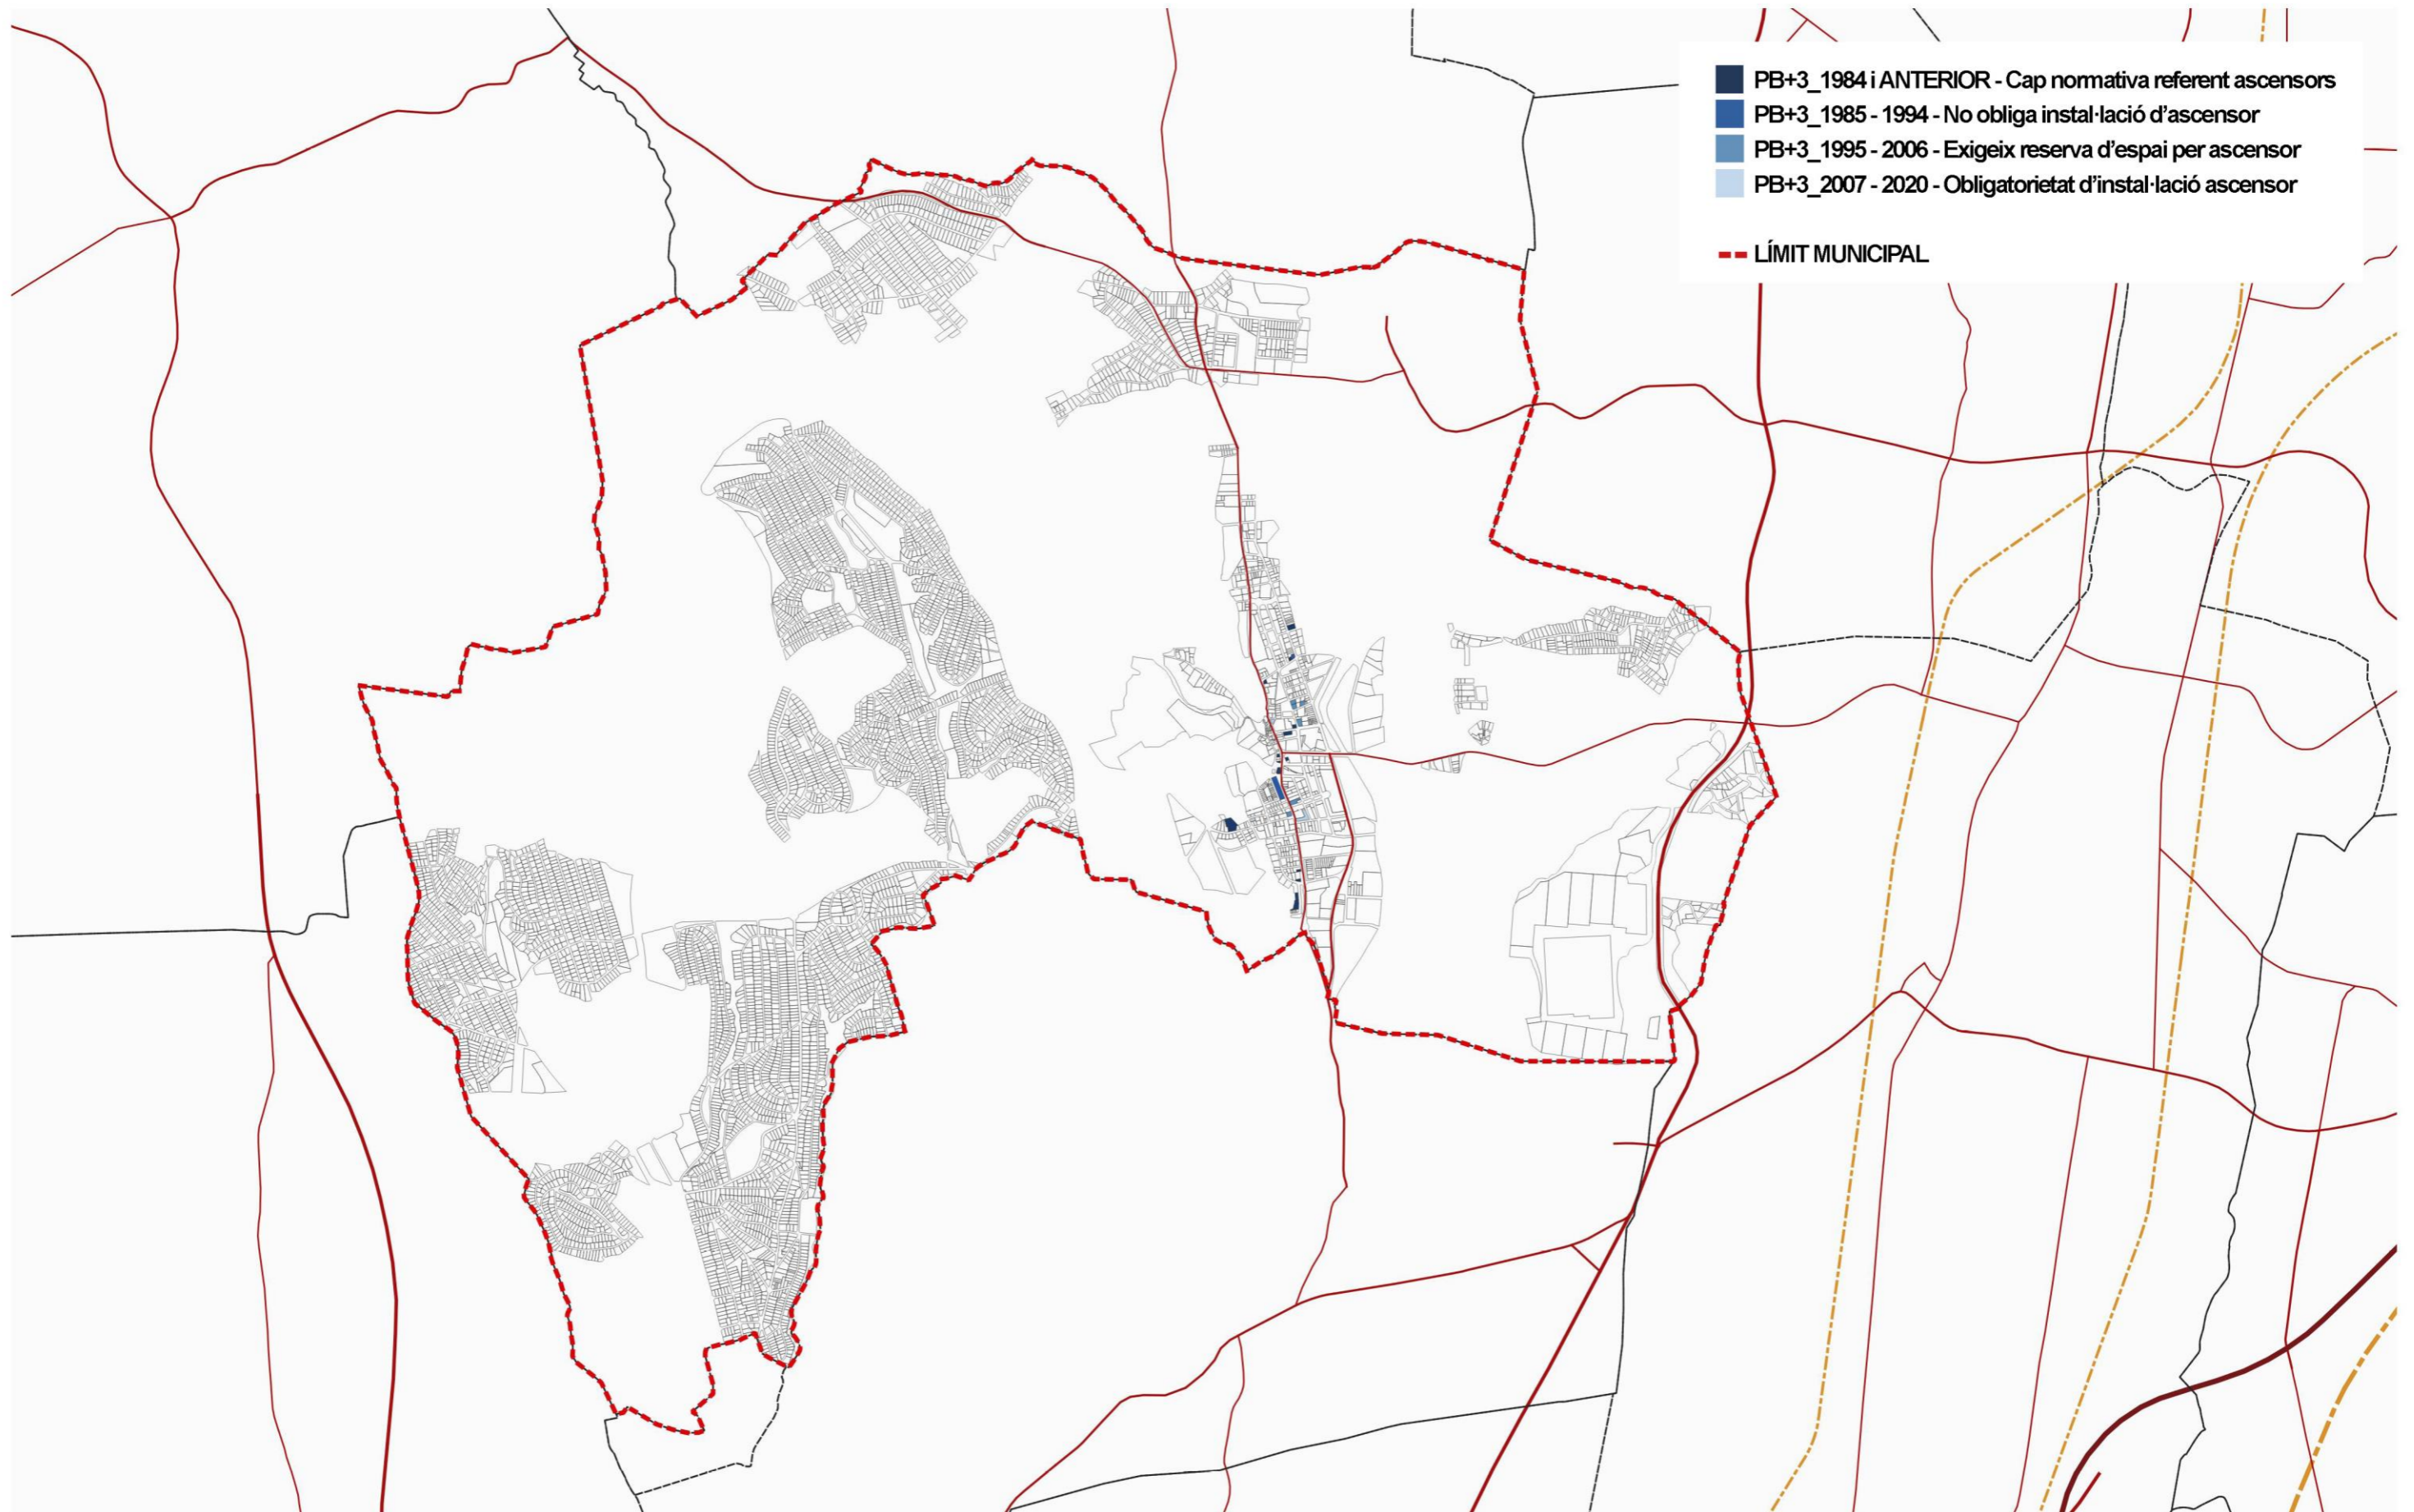 PB+3_1984 i ANTERIOR - Cap normativa referent ascensors
PB+3_1985 - 1994 - No obliga instal·lació d'ascensor
PB+3_1995 - 2006 - Exigeix reserva d'espai per ascensor
PB+3_2007 - 2020 - Obligatorietat d'instal·lació ascensor
LÍMIT MUNICIPAL